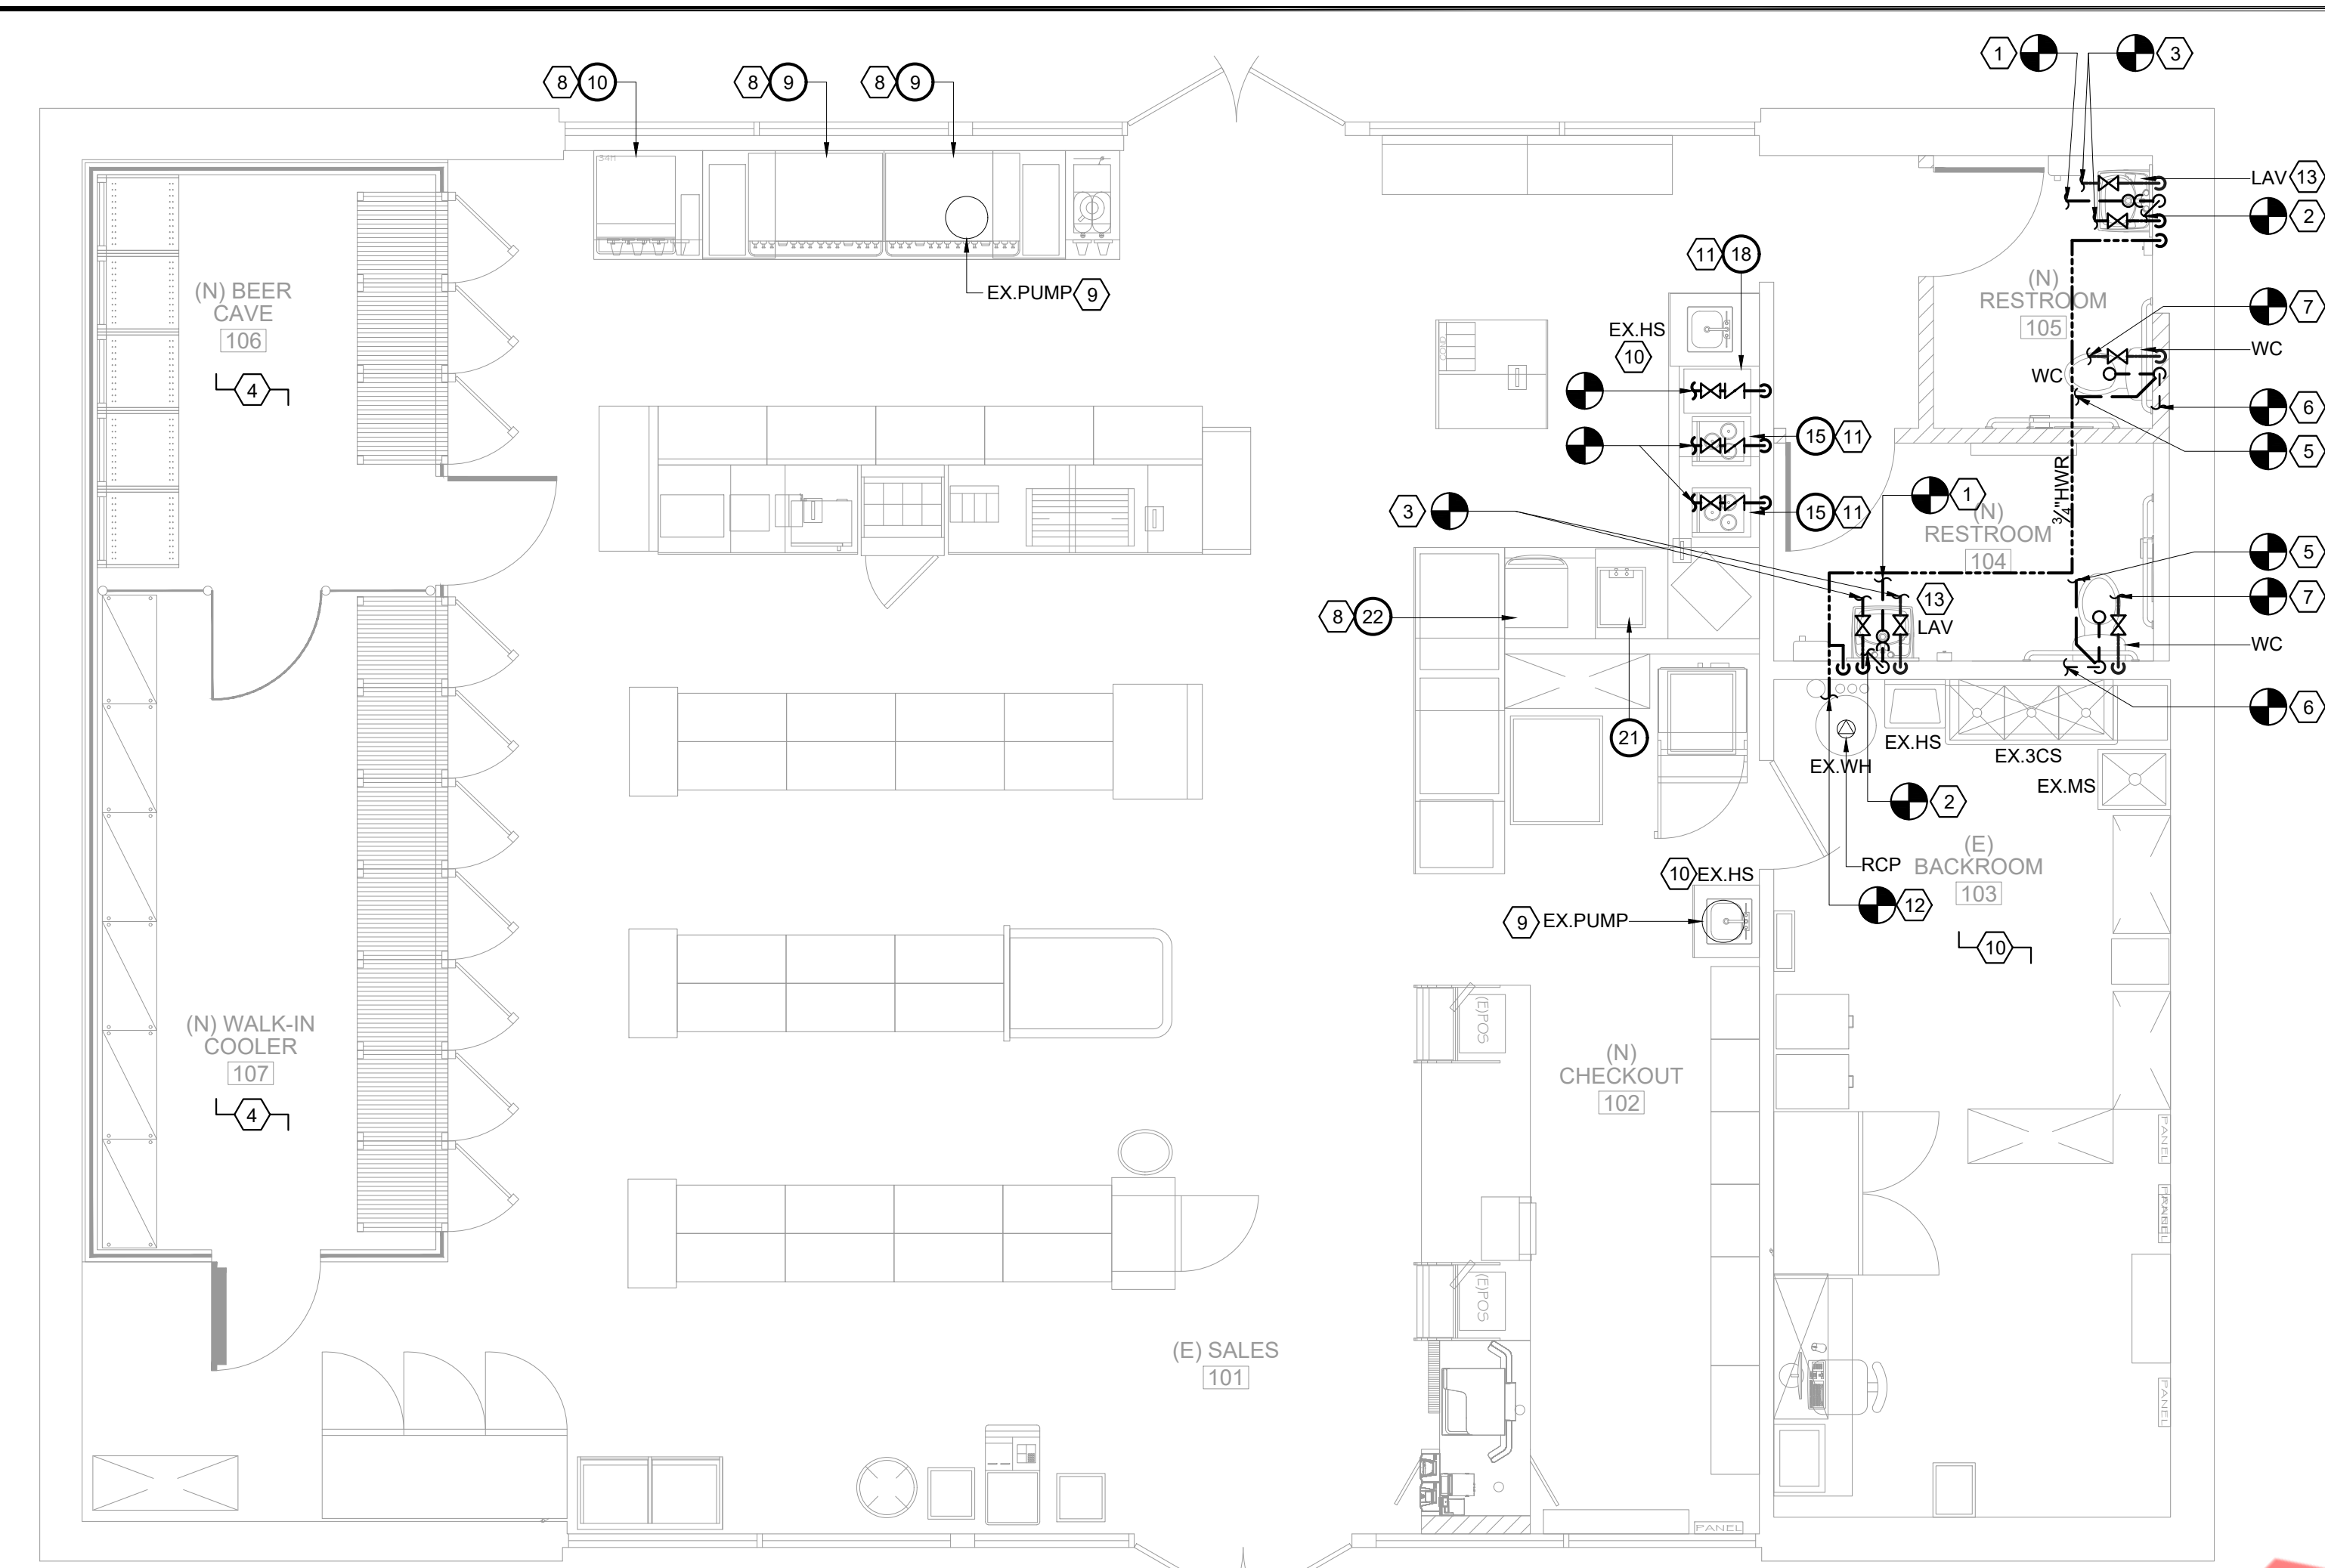 1
3
8 10
8 9
8 9
34"
LAV 13
2
(N) BEER
CAVE
106
4
EX.PUMP 9
11 18
EX.HS
10
COND
(N)
RESTROOM
105
7
WC
WC
6
5
15 11
15 11
3/4"HWR
1
3
(N)
RESTROOM
104
5
7
13
LAV
WC
8 22
21
6
EX.HS
EX.3CS
EX.WH
EX.MS
2
RCP
(E)
BACKROOM
103
12
10
10 EX.HS
9 EX.PUMP
(N) WALK-IN
COOLER
107
4
(E)POS
(N)
CHECKOUT
102
PANEL
PANEL
PANEL
(E)POS
(E) SALES
101
PANEL
PANEL